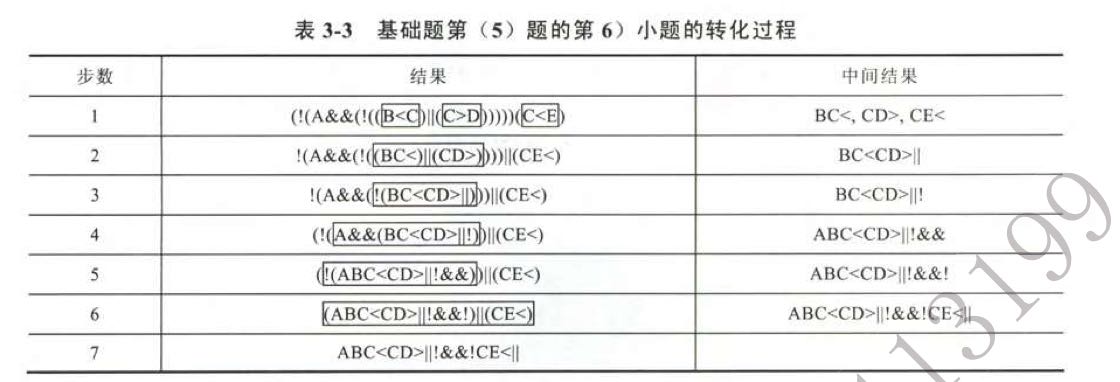 表 3-3 基础题第（5）题的第 6）小题的转化过程
步数 结果 中间结果
1 (!(A&&(!((B<C)||(C>D)))))(C<E) BC<, CD>, CE<
2 !(A&&(!((BC<)||(CD>))))||(CE<) BC<CD>||
3 !(A&&(!(BC<CD>||)))||(CE<) BC<CD>||!
4 (!(A&&(BC<CD>||!))||(CE<) ABC<CD>||!&&
5 (!(ABC<CD>||!&&))||(CE<) ABC<CD>||!&&!
6 (ABC<CD>||!&&!)||(CE<) ABC<CD>||!&&!CE<||
7 ABC<CD>||!&&!CE<||
13199